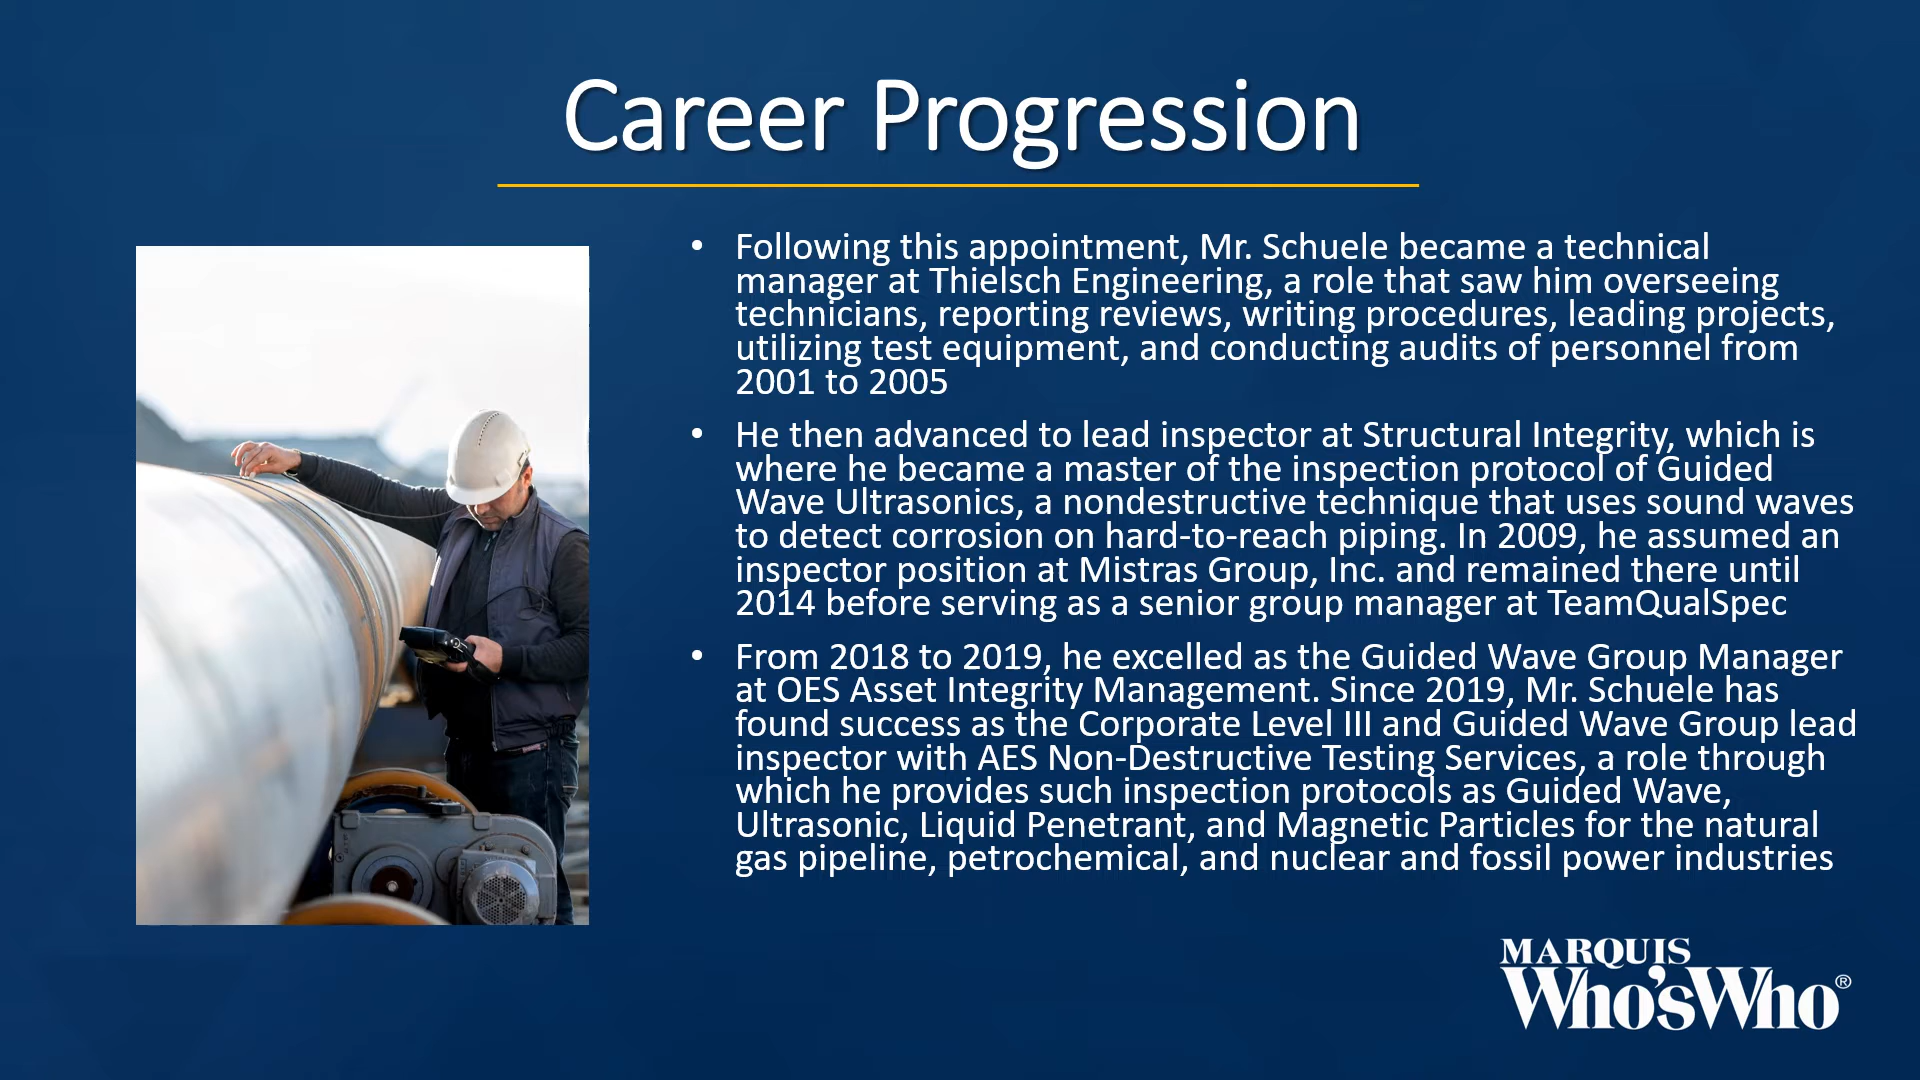 Career Progression
• Following this appointment, Mr. Schuele became a technical
manager at Thielsch Engineering, a role that saw him overseeing
technicians, reporting reviews, writing procedures, leading projects,
utilizing test equipment, and conducting audits of personnel from
2001 to 2005
• He then advanced to lead inspector at Structural Integrity, which is
where he became a master of the inspection protocol of Guided
Wave Ultrasonics, a nondestructive technique that uses sound waves
to detect corrosion on hard-to-reach piping. In 2009, he assumed an
inspector position at Mistras Group, Inc. and remained there until
2014 before serving as a senior group manager at TeamQualSpec
• From 2018 to 2019, he excelled as the Guided Wave Group Manager
at OES Asset Integrity Management. Since 2019, Mr. Schuele has
found success as the Corporate Level III and Guided Wave Group lead
inspector with AES Non-Destructive Testing Services, a role through
which he provides such inspection protocols as Guided Wave,
Ultrasonic, Liquid Penetrant, and Magnetic Particles for the natural
gas pipeline, petrochemical, and nuclear and fossil power industries
MARQUIS
Who'sWho®